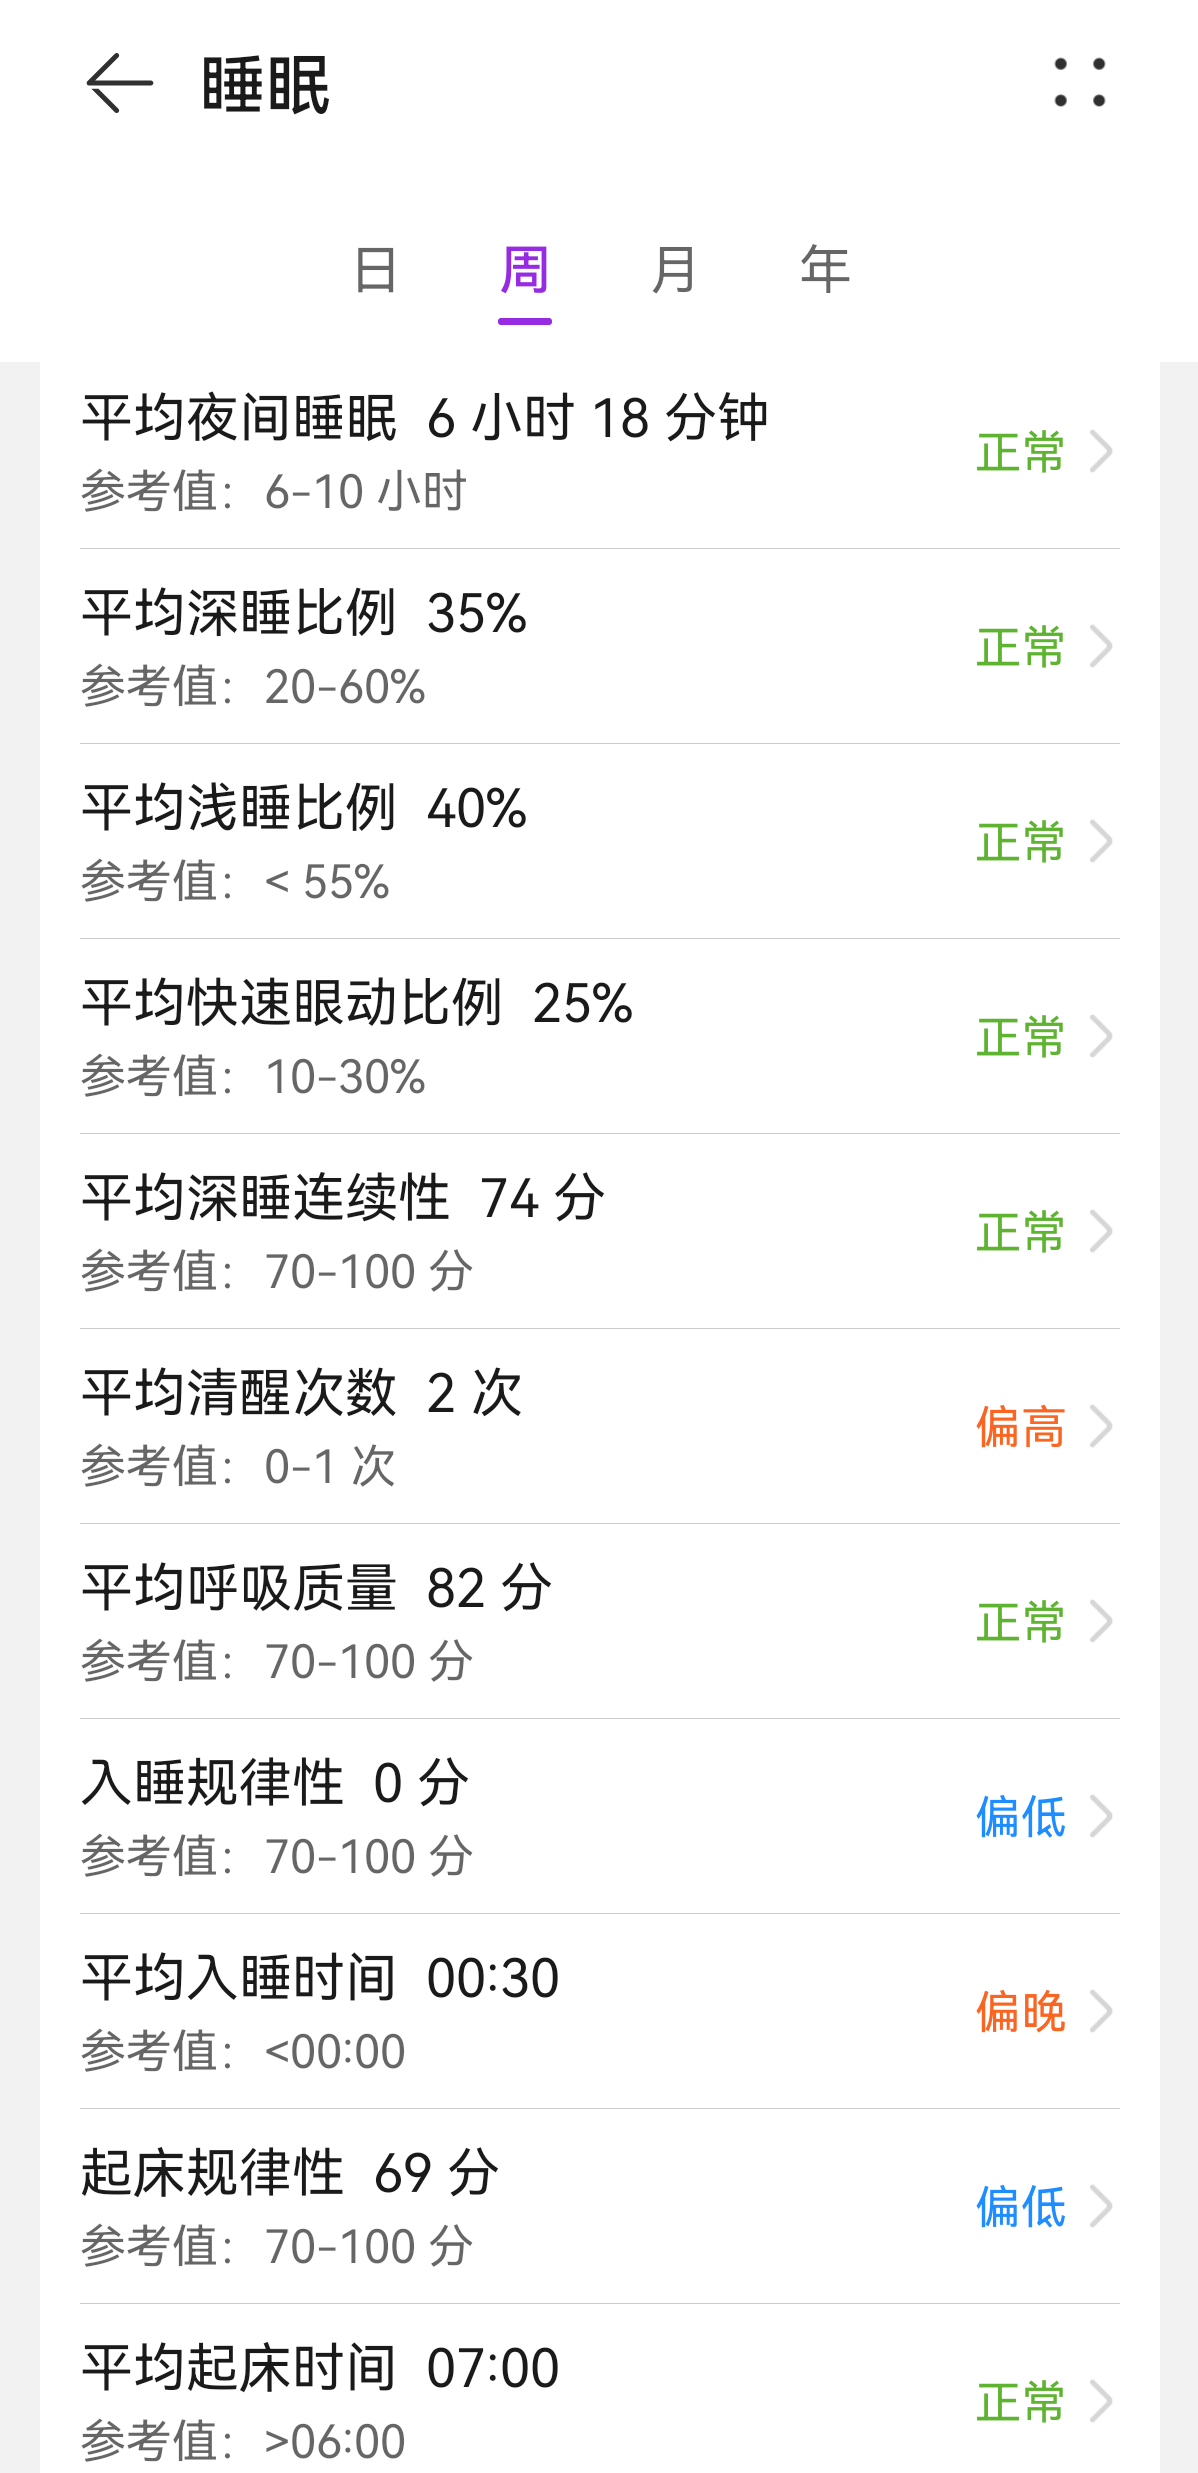 睡眠
日 周 月 年
平均夜间睡眠 6 小时 18 分钟
正常
参考值：6-10 小时
平均深睡比例 35%
正常
参考值：20-60%
平均浅睡比例 40%
正常
参考值：< 55%
平均快速眼动比例 25%
正常
参考值：10-30%
平均深睡连续性 74 分
正常
参考值：70-100 分
平均清醒次数 2 次
偏高
参考值：0-1 次
平均呼吸质量 82 分
正常
参考值：70-100 分
入睡规律性 0 分
偏低
参考值：70-100 分
平均入睡时间 00:30
偏晚
参考值：<00:00
起床规律性 69 分
偏低
参考值：70-100 分
平均起床时间 07:00
正常
参考值：>06:00